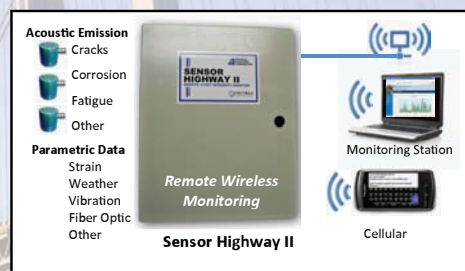 Acoustic Emission
Cracks
Corrosion
Fatigue
Other
Parametric Data
Strain
Weather
Vibration
Fiber Optic
Other
SENSOR
HIGHWAY II
Remote Wireless
Monitoring
Sensor Highway II
Monitoring Station
Cellular